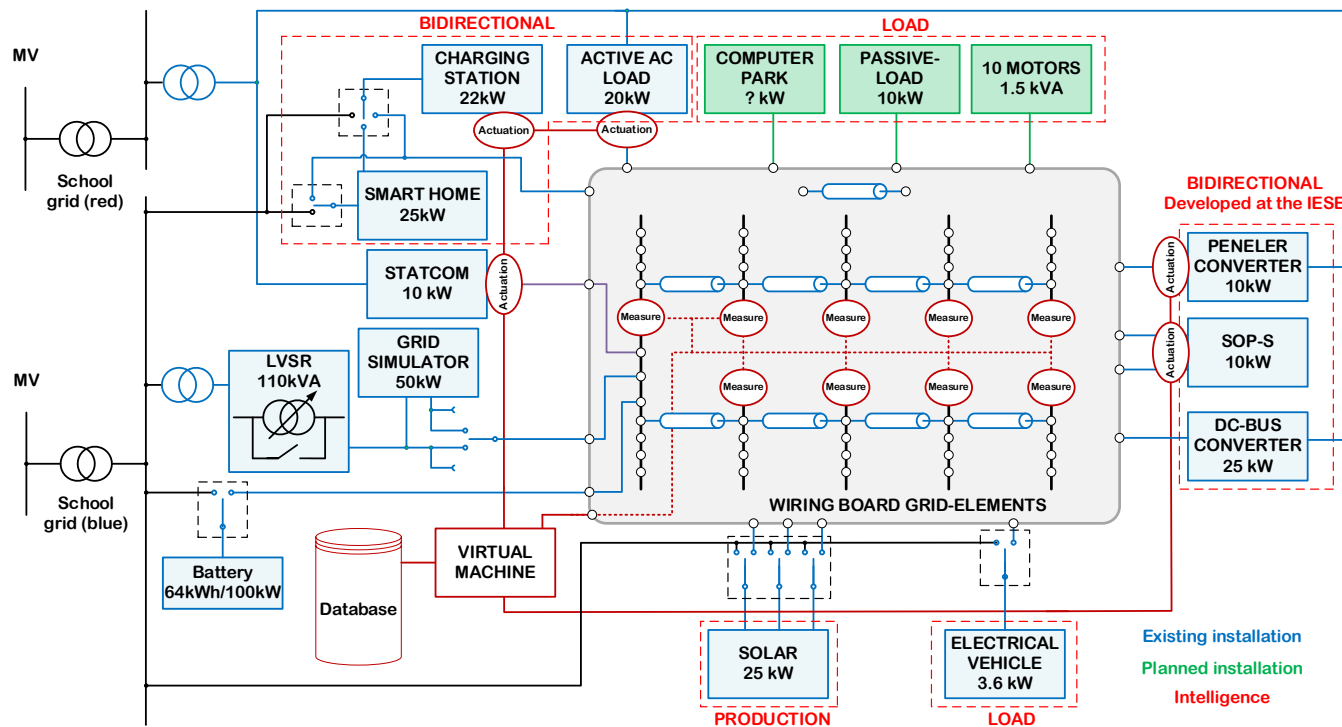 BIDIRECTIONAL
LOAD
MV
CHARGING
STATION
22kW
ACTIVE AC
LOAD
20kW
COMPUTER
PARK
? kW
PASSIVE-
LOAD
10kW
10 MOTORS
1.5 kVA
Actuation
Actuation
School
grid (red)
SMART HOME
25kW
BIDIRECTIONAL
Developed at the IESE
PENELER
CONVERTER
10kW
Actuation
STATCOM
10 kW
Actuation
Measure
Measure
Measure
Measure
Measure
SOP-S
10kW
Actuation
MV
LVSR
110kVA
GRID
SIMULATOR
50kW
Measure
Measure
Measure
Measure
DC-BUS
CONVERTER
25 kW
School
grid (blue)
WIRING BOARD GRID-ELEMENTS
Battery
64kWh/100kW
Database
VIRTUAL
MACHINE
SOLAR
25 kW
PRODUCTION
ELECTRICAL
VEHICLE
3.6 kW
LOAD
Existing installation
Planned installation
Intelligence